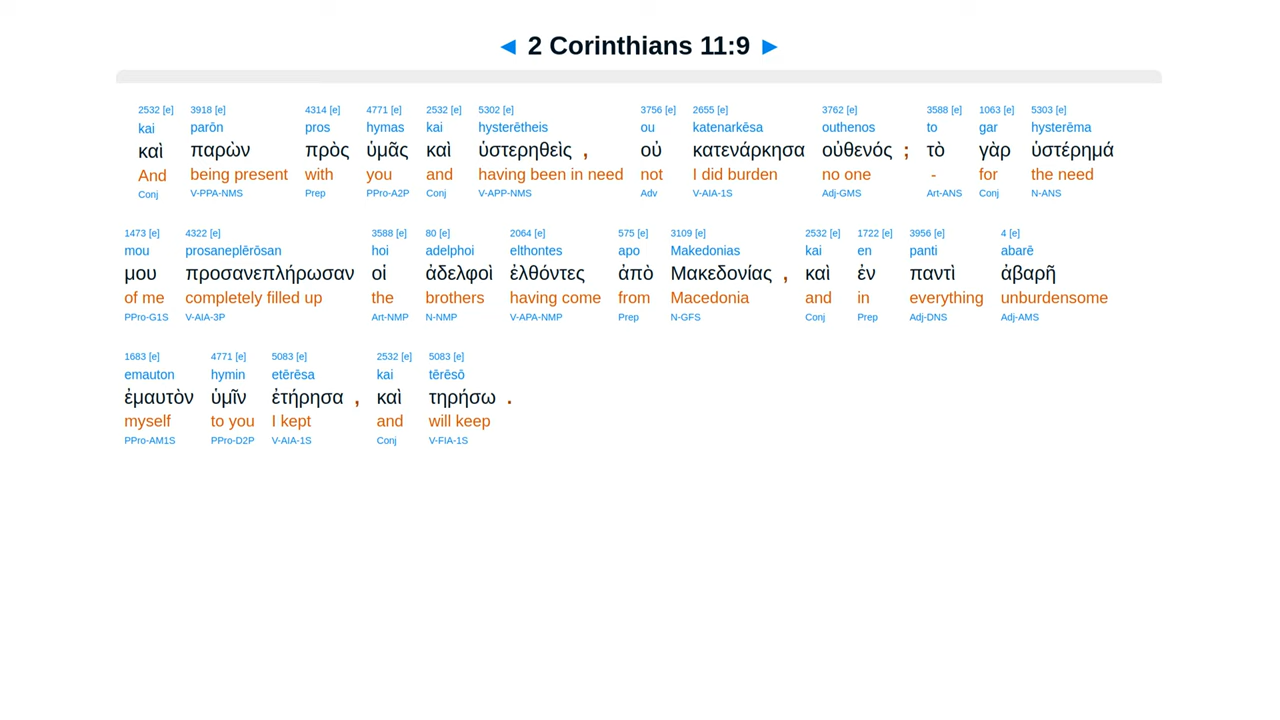 ◄ 2 Corinthians 11:9 ►
2532 [e] 3918 [e] 4314 [e] 4771 [e] 2532 [e] 5302 [e] 3756 [e] 2655 [e] 3762 [e] 3588 [e] 1063 [e] 5303 [e]
kai parōn pros hymas kai hysterētheis ou katenarkēsa outhenos to gar hysterēma
καὶ παρὼν πρὸς ὑμᾶς καὶ ὑστερηθεὶς , οὐ κατενάρκησα οὐθενός ; τὸ γὰρ ὑστέρημά
And being present with you and having been in need not I did burden no one - for the need
Conj V-PPA-NMS Prep PPro-A2P Conj V-APP-NMS Adv V-AIA-1S Adj-GMS Art-ANS Conj N-ANS
1473 [e] 4322 [e] 3588 [e] 80 [e] 2064 [e] 575 [e] 3109 [e] 2532 [e] 1722 [e] 3956 [e] 4 [e]
mou prosaneplērōsan hoi adelphoi elthontes apo Makedonias kai en panti abarē
μου προσανεπλήρωσαν οἱ ἀδελφοὶ ἐλθόντες ἀπὸ Μακεδονίας , καὶ ἐν παντὶ ἀβαρῆ
of me completely filled up the brothers having come from Macedonia and in everything unburdensome
PPro-G1S V-AIA-3P Art-NMP N-NMP V-APA-NMP Prep N-GFS Conj Prep Adj-DNS Adj-AMS
1683 [e] 4771 [e] 5083 [e] 2532 [e] 5083 [e]
emauton hymin etērēsa kai tērēsō
ἐμαυτὸν ὑμῖν ἐτήρησα , καὶ τηρήσω .
myself to you I kept and will keep
PPro-AM1S PPro-D2P V-AIA-1S Conj V-FIA-1S